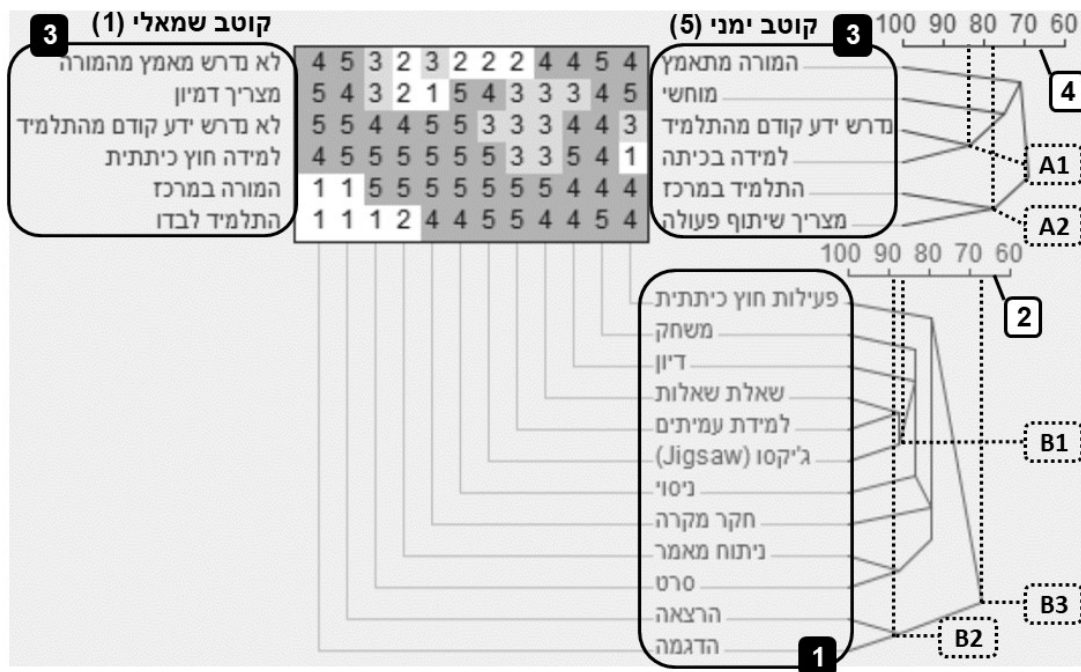 קוטב שמאלי (1)
3
קוטב ימני (5)
3
100 90 80 70 60
לא נדרש מאמץ מהמורה 4 5 3 2 3 2 2 2 4 4 5 4 המורה מתאמץ
4
מצריך דמיון 5 4 3 2 1 5 4 3 3 3 4 5 מוחשי
לא נדרש ידע קודם מהתלמיד 5 5 4 4 5 5 3 3 3 4 4 3 נדרש ידע קודם מהתלמיד
למידה חוץ כיתתית 4 5 5 5 5 5 5 3 3 5 4 1 למידה בכיתה
A1
המורה במרכז 1 1 5 5 5 5 5 5 5 4 4 4 התלמיד במרכז
התלמיד לבדו 1 1 1 2 4 4 5 5 4 4 5 4 מצריך שיתוף פעולה
A2
100 90 80 70 60
2
פעילות חוץ כיתתית
משחק
דיון
שאלת שאלות
למידת עמיתים
B1
ג'יקסו (Jigsaw)
ניסוי
חקר מקרה
ניתוח מאמר
סרט
B3
הרצאה
B2
הדגמה
1